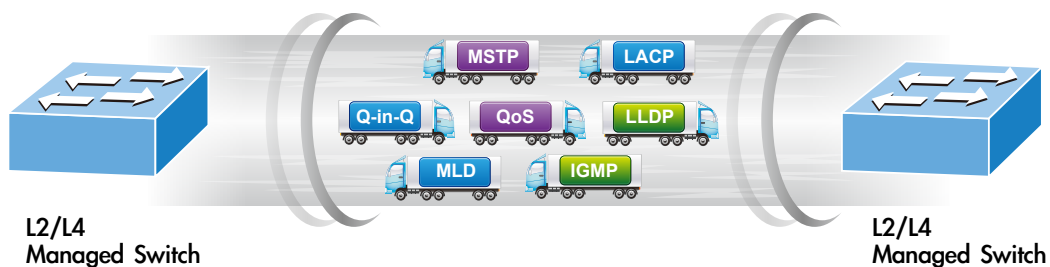 MSTP
LACP
Q-in-Q
QoS
LLDP
MLD
IGMP
L2/L4
Managed Switch
L2/L4
Managed Switch